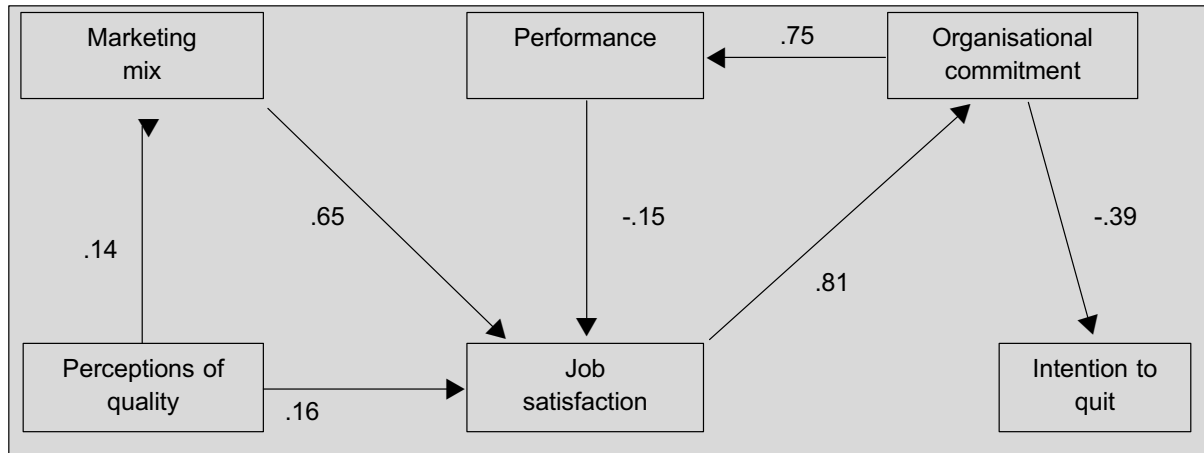 Marketing
mix
Performance
.75
Organisational
commitment
.14
.65
-.15
.81
-.39
Perceptions of
quality
.16
Job
satisfaction
Intention to
quit